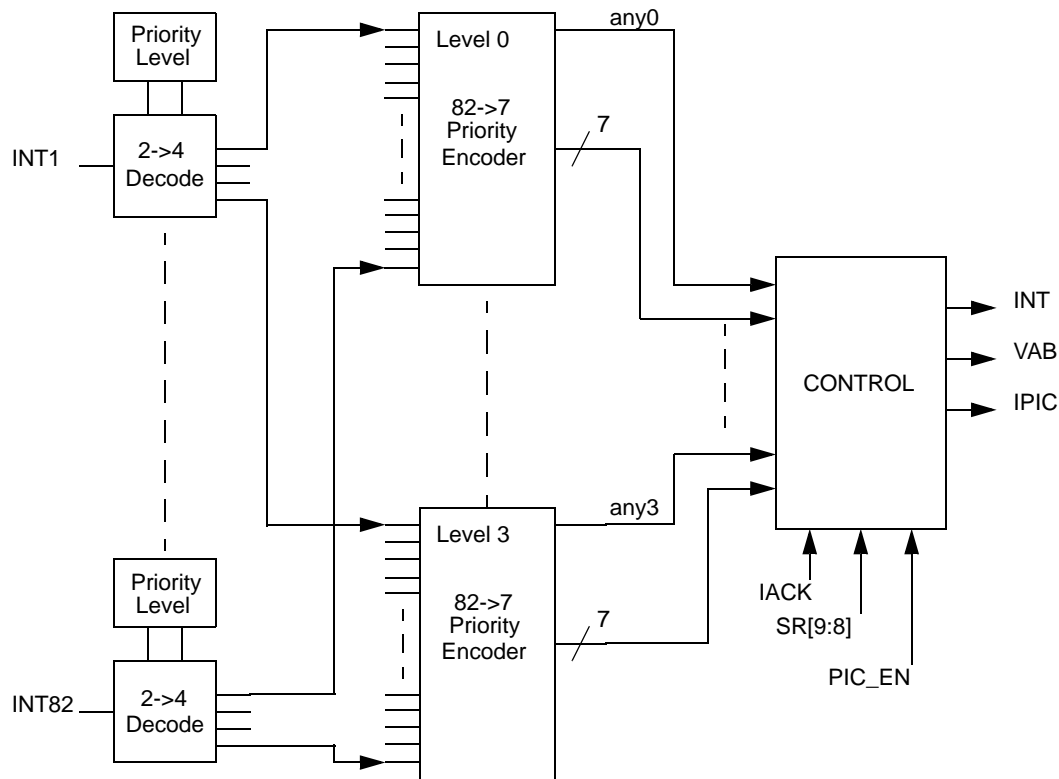 Priority
Level
INT1
2->4
Decode
Level 0
82->7
Priority
Encoder
any0
7
CONTROL
INT
VAB
IPIC
Priority
Level
INT82
2->4
Decode
Level 3
82->7
Priority
Encoder
any3
7
IACK
SR[9:8]
PIC_EN